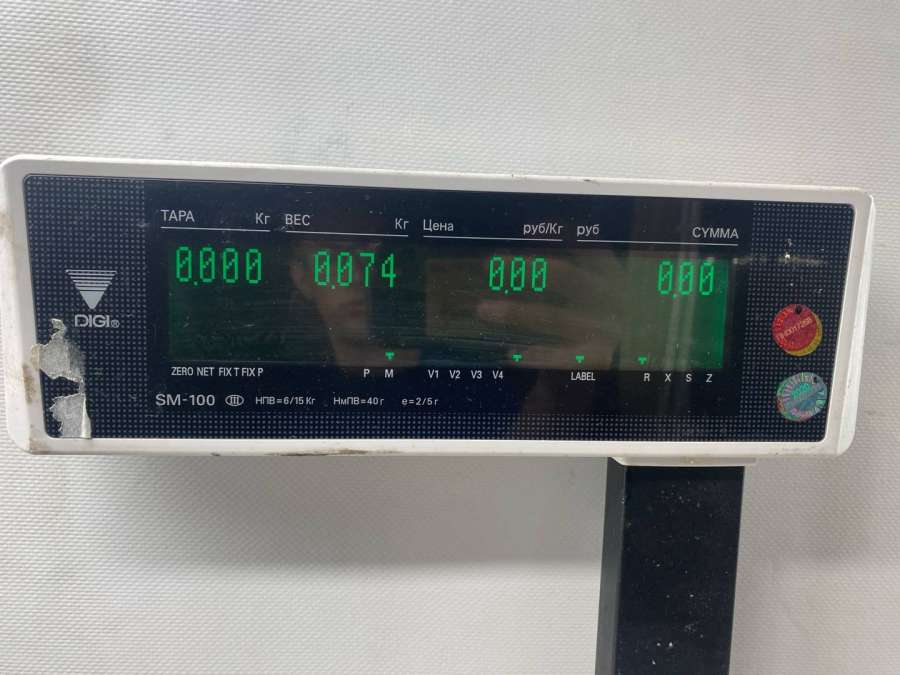 ТАРА Кг ВЕС Кг Цена руб/Кг руб СУММА
0.000 0.074 0.00 0.00
DIGI®
ZERO NET FIX T FIX P P M V1 V2 V3 V4 LABEL R X S Z
SM-100 III НПВ=6/15 Кг НмПВ=40 г е=2/5 г